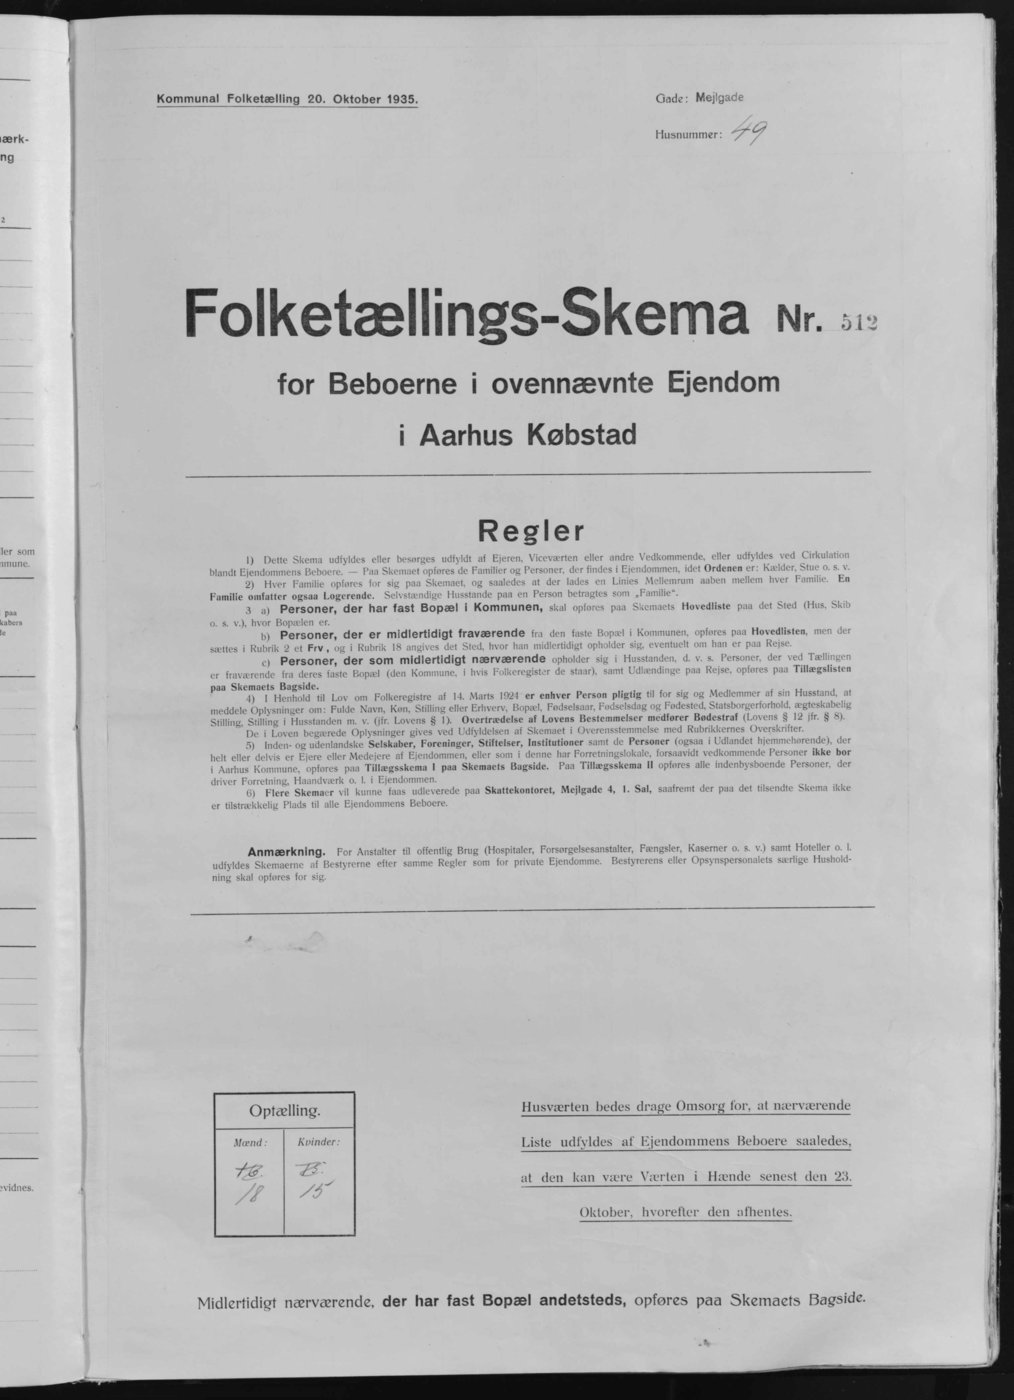 Kommunal Folketælling 20. Oktober 1935.
Gade: Mejlgade
Husnummer: 49
Folketællings-Skema Nr. 512
for Beboerne i ovennævnte Ejendom
i Aarhus Købstad
Regler
1) Dette Skema udfyldes eller besørges udfyldt af Ejeren, Viceværten eller andre Vedkommende, eller udfyldes ved Cirkulation
blandt Ejendommens Beboere. — Paa Skemaet opføres de Familier og Personer, der findes i Ejendommen, idet Ordenen er: Kælder, Stue o. s. v.
2) Hver Familie opføres for sig paa Skemaet, og saaledes at der lades en Linies Mellemrum aaben mellem hver Familie. En
Familie omfatter ogsaa Logerende. Selvstændige Husstande paa en Person betragtes som „Familie“.
3 a) Personer, der har fast Bopæl i Kommunen, skal opføres paa Skemaets Hovedliste paa det Sted (Hus, Skib
o. s. v.), hvor Bopælen er.
b) Personer, der er midlertidigt fraværende fra den faste Bopæl i Kommunen, opføres paa Hovedlisten, men der
sættes i Rubrik 2 et Frv, og i Rubrik 18 angives det Sted, hvor han midlertidigt opholder sig, eventuelt om han er paa Rejse.
c) Personer, der som midlertidigt nærværende opholder sig i Husstanden, d. v. s. Personer, der ved Tællingen
er fraværende fra deres faste Bopæl (den Kommune, i hvis Folkeregister de staar), samt Udlændinge paa Rejse, opføres paa Tillægslisten
paa Skemaets Bagside.
4) I Henhold til Lov om Folkeregistre af 14. Marts 1924 er enhver Person pligtig til for sig og Medlemmer af sin Husstand, at
meddele Oplysninger om: Fulde Navn, Køn, Stilling eller Erhverv, Bopæl, Fødselsaar, Fødselsdag og Fødested, Statsborgerforhold, ægteskabelig
Stilling, Stilling i Husstanden m. v. (jfr. Lovens § 1). Overtrædelse af Lovens Bestemmelser medfører Bødestraf (Lovens § 12 jfr. § 8).
De i Loven begærede Oplysninger gives ved Udfyldelsen af Skemaet i Overensstemmelse med Rubrikkernes Overskrifter.
5) Inden- og udenlandske Selskaber, Foreninger, Stiftelser, Institutioner samt de Personer (ogsaa i Udlandet hjemmehørende), der
helt eller delvis er Ejere eller Medejere af Ejendommen, eller som i denne har Forretningslokale, forsaavidt vedkommende Personer ikke bor
i Aarhus Kommune, opføres paa Tillægsskema I paa Skemaets Bagside. Paa Tillægsskema II opføres alle indenbysboende Personer, der
driver Forretning, Haandværk o. l. i Ejendommen.
6) Flere Skemaer vil kunne faas udleverede paa Skattekontoret, Mejlgade 4, 1. Sal, saafremt der paa det tilsendte Skema ikke
er tilstrækkelig Plads til alle Ejendommens Beboere.
Anmærkning. For Anstalter til offentlig Brug (Hospitaler, Forsørgelsesanstalter, Fængsler, Kaserner o. s. v.) samt Hoteller o. l.
udfyldes Skemaerne af Bestyrerne efter samme Regler som for private Ejendomme. Bestyrerens eller Opsynspersonalets særlige Hushold-
ning skal opføres for sig.
Optælling.
Mænd: Kvinder:
18 15
Husværten bedes drage Omsorg for, at nærværende
Liste udfyldes af Ejendommens Beboere saaledes,
at den kan være Værten i Hænde senest den 23.
Oktober, hvorefter den afhentes.
Midlertidigt nærværende, der har fast Bopæl andetsteds, opføres paa Skemaets Bagside.